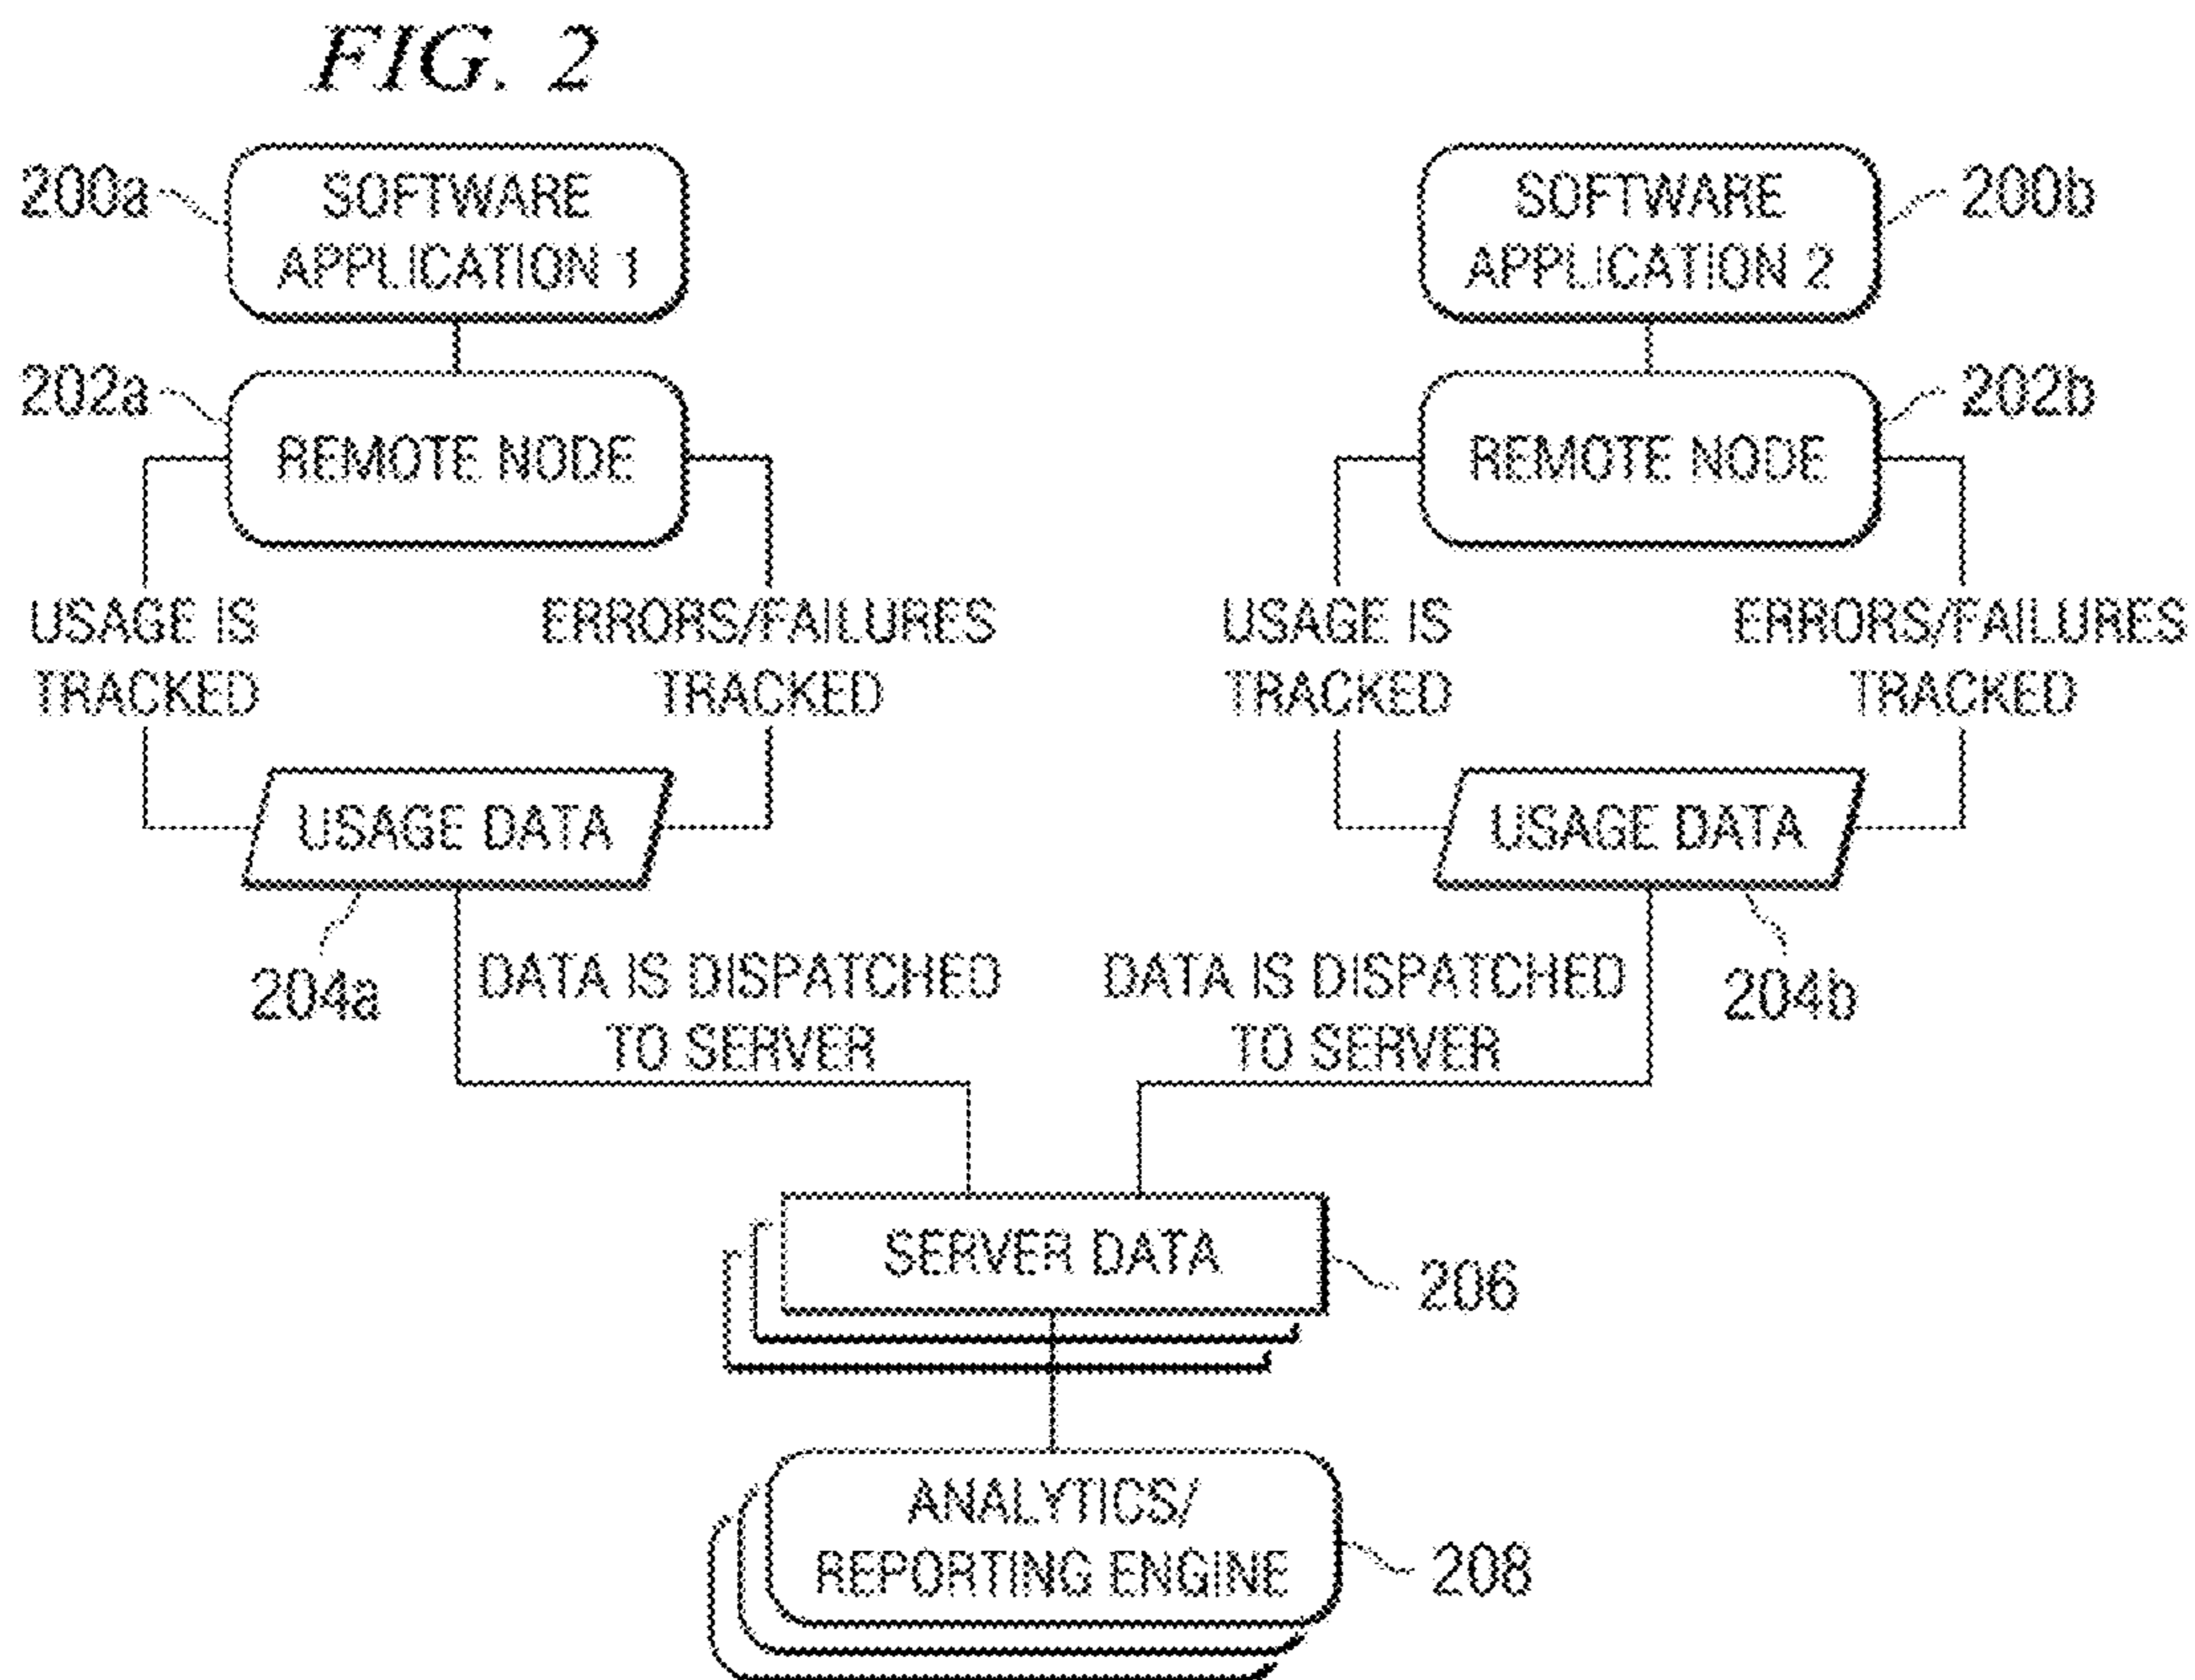 FIG. 2
200a
SOFTWARE
APPLICATION 1
202a
REMOTE NODE
USAGE IS
TRACKED
ERRORS/FAILURES
TRACKED
USAGE DATA
204a
DATA IS DISPATCHED
TO SERVER
SOFTWARE
APPLICATION 2
200b
REMOTE NODE
202b
USAGE IS
TRACKED
ERRORS/FAILURES
TRACKED
USAGE DATA
204b
DATA IS DISPATCHED
TO SERVER
SERVER DATA
206
ANALYTICS/
REPORTING ENGINE
208